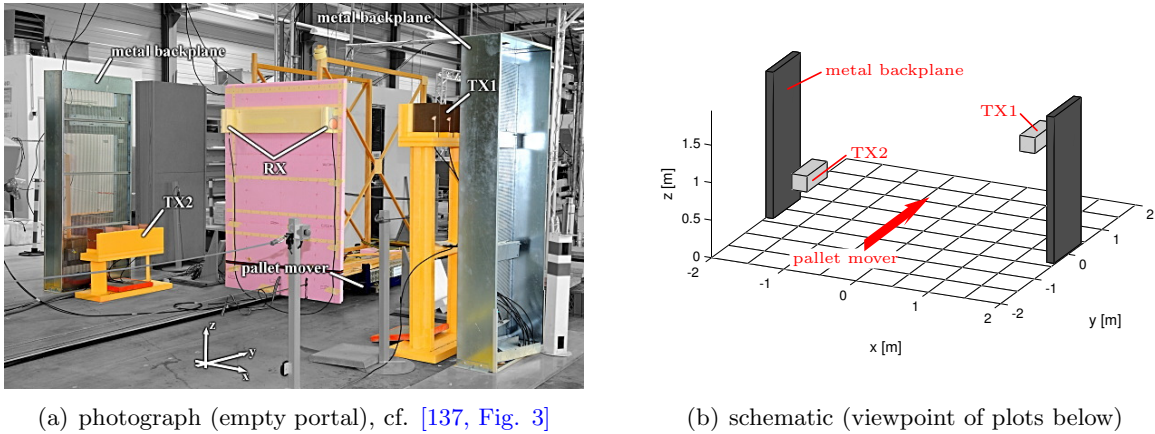 metal backplane
metal backplane
TX1
RX
TX2
pallet mover
z
y
x
metal backplane
TX1
TX2
pallet mover
z [m]
1.5
1
0.5
0
-2
-1
0
1
2
x [m]
-2
-1
0
1
2
y [m]
(a) photograph (empty portal), cf. [137, Fig. 3]
(b) schematic (viewpoint of plots below)